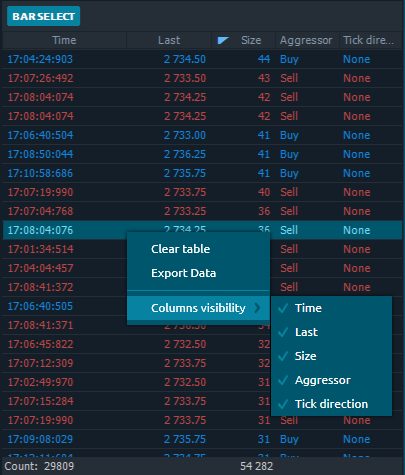 BAR SELECT
Time Last Size Aggressor Tick dire...
17:04:24:903 2 734.50 44 Buy None
17:07:26:492 2 733.50 43 Sell None
17:08:04:074 2 734.25 42 Sell None
17:08:04:074 2 734.25 42 Sell None
17:06:40:504 2 733.00 41 Buy None
17:08:50:044 2 736.25 41 Buy None
17:10:58:686 2 735.75 41 Buy None
17:07:19:990 2 733.75 40 Sell None
17:07:04:768 2 733.25 36 Sell None
17:08:04:076 2 734.25 36 Sell None
17:01:34:514 Sell None
17:04:04:457 Sell None
17:08:41:372 Sell None
17:06:40:505
17:08:41:371
17:06:45:822 2 732.50 32
17:07:12:309 2 733.75 32
17:02:49:970 2 732.50 31
17:07:15:284 2 733.75 31
17:07:19:990 2 733.75 31 Sell None
17:09:08:029 2 735.75 31 Buy None
Clear table
Export Data
Columns visibility
Time
Last
Size
Aggressor
Tick direction
Count: 29809 54 282